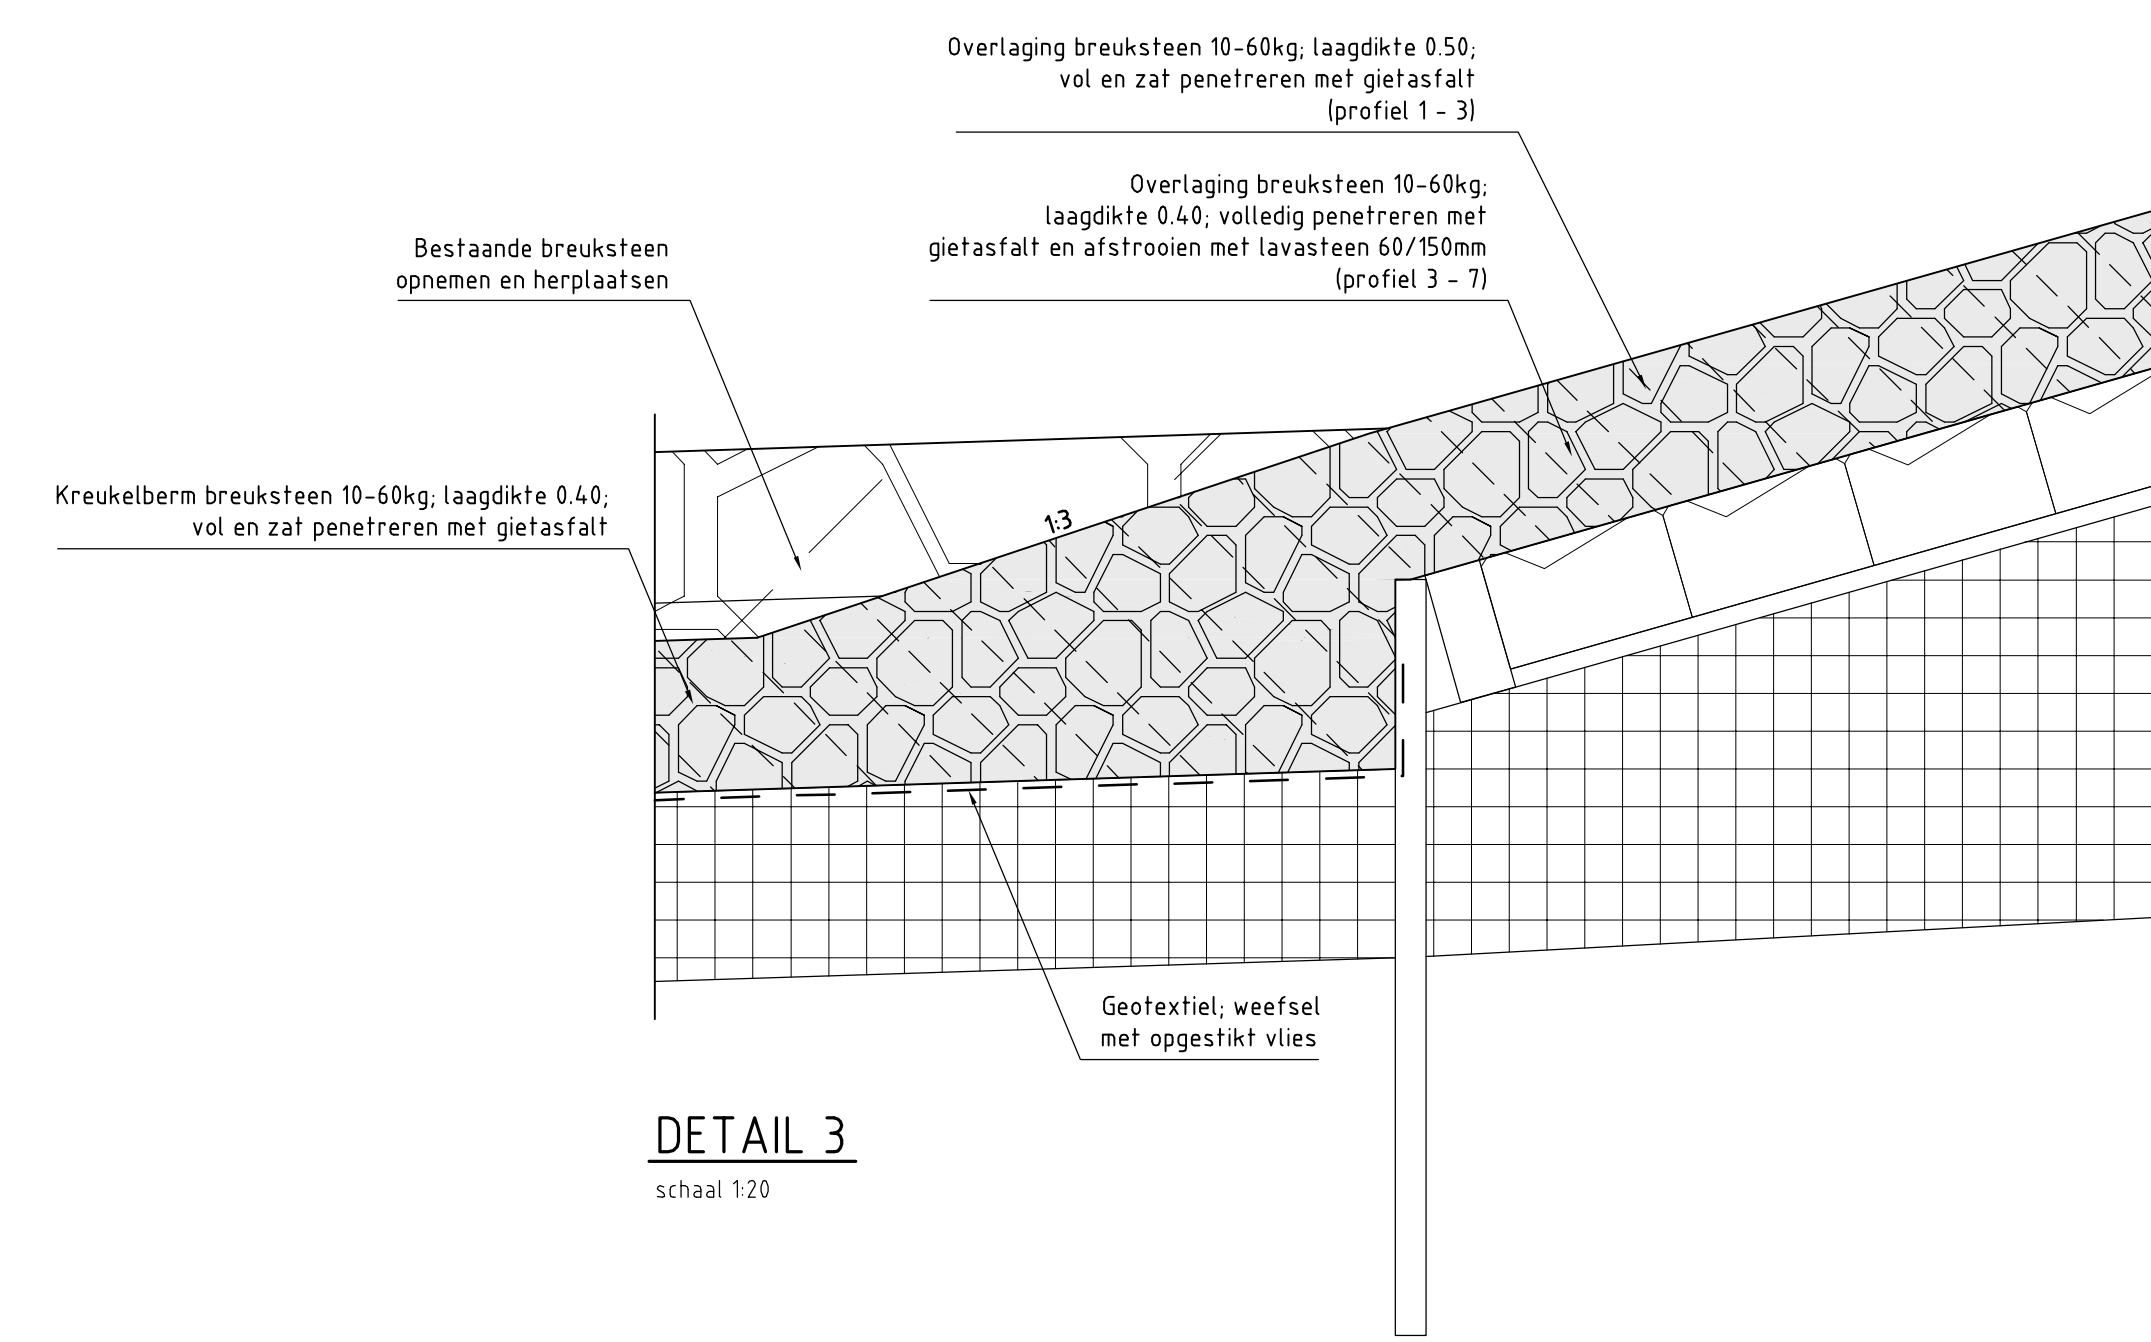 Overlaging breuksteen 10-60kg; laagdikte 0.50;
vol en zat penetreren met gietasfalt
(profiel 1 - 3)
Overlaging breuksteen 10-60kg;
laagdikte 0.40; volledig penetreren met
gietasfalt en afstrooien met lavasteen 60/150mm
(profiel 3 - 7)
Bestaande breuksteen
opnemen en herplaatsen
Kreukelberm breuksteen 10-60kg; laagdikte 0.40;
vol en zat penetreren met gietasfalt
1:3
Geotextiel; weefsel
met opgestikt vlies
DETAIL 3
schaal 1:20